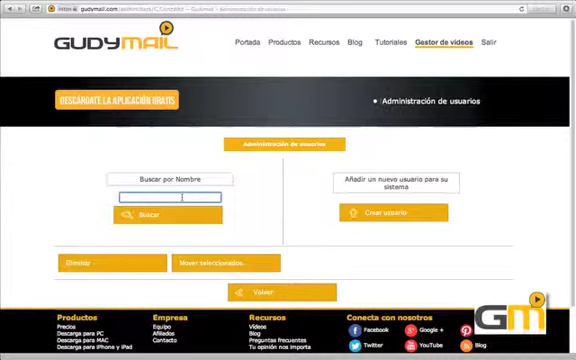 GUDYMAIL
Portada Productos Recursos Blog Tutoriales Gestor de videos Salir
DESCÁRGATE LA APLICACIÓN GRATIS
Administración de usuarios
Administración de usuarios
Buscar por Nombre
Buscar
Añadir un nuevo usuario para su
sistema
Crear usuario
Eliminar
Mover seleccionados...
Volver
Productos
Precios
Descarga para PC
Descarga para MAC
Descarga para iPhone y iPad
Empresa
Equipo
Afiliados
Contacto
Recursos
Vídeos
Blog
Preguntas frecuentes
Tu opinión nos importa
Conecta con nosotros
Facebook
Google +
Twitter
YouTube
Blog
Gm